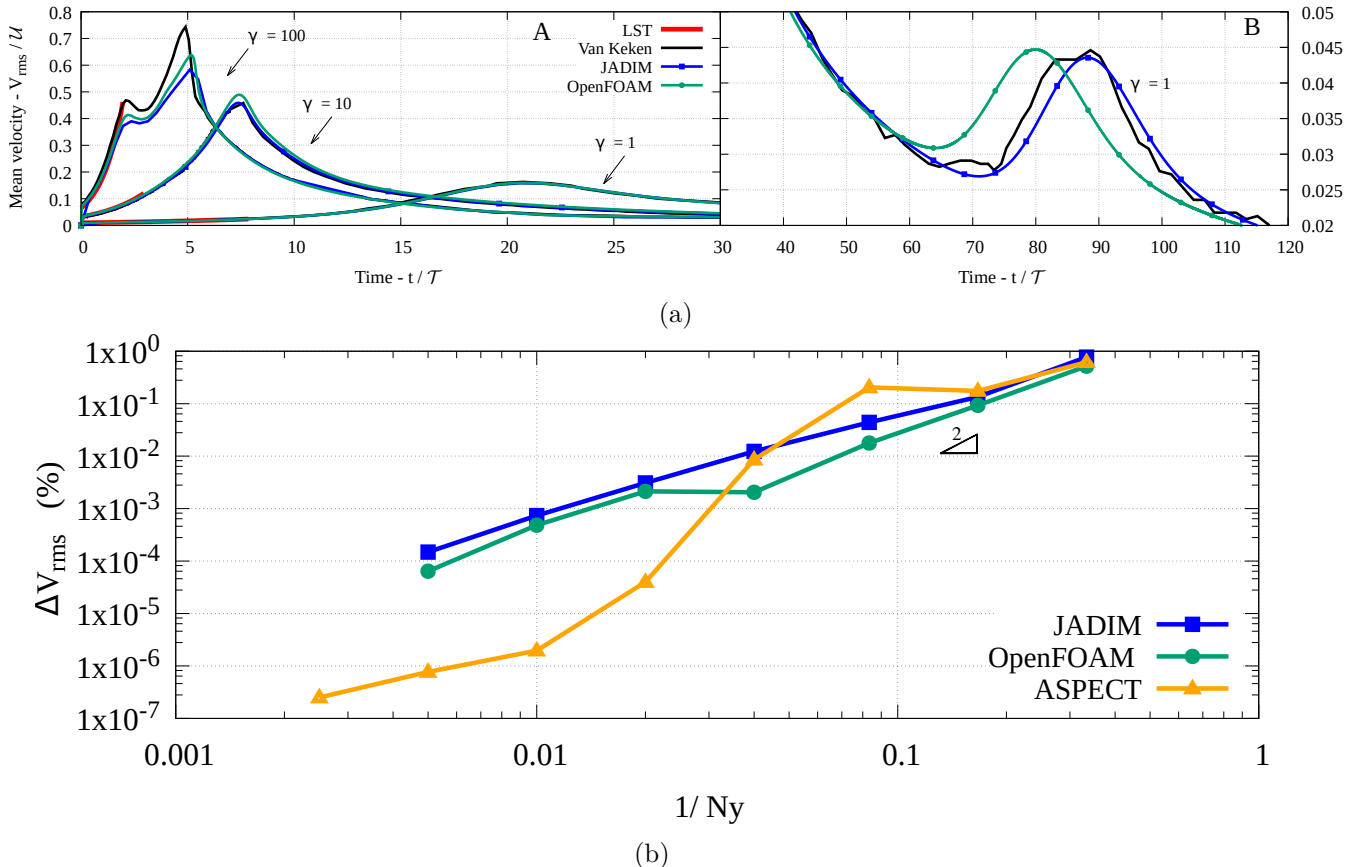 Mean velocity - V_rms / 𝒰
0.8
0.7
0.6
0.5
0.4
0.3
0.2
0.1
0
A
LST
Van Keken
JADIM
OpenFOAM
γ = 100
γ = 10
γ = 1
0 5 10 15 20 25 30
Time - t / 𝒯
B
γ = 1
0.05
0.045
0.04
0.035
0.03
0.025
0.02
40 50 60 70 80 90 100 110 120
Time - t / 𝒯
(a)
ΔV_rms (%)
1x10^0
1x10^-1
1x10^-2
1x10^-3
1x10^-4
1x10^-5
1x10^-6
1x10^-7
2
JADIM
OpenFOAM
ASPECT
0.001 0.01 0.1 1
1/ Ny
(b)